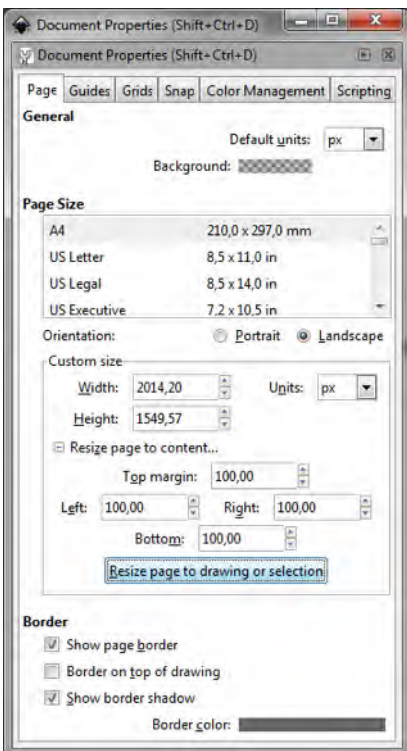 Document Properties (Shift+Ctrl+D)
Document Properties (Shift+Ctrl+D)
Page Guides Grids Snap Color Management Scripting
General
Default units: px
Background:
Page Size
A4 210,0 x 297,0 mm
US Letter 8,5 x 11,0 in
US Legal 8,5 x 14,0 in
US Executive 7,2 x 10,5 in
Orientation: Portrait Landscape
Custom size
Width: 2014,20 Units: px
Height: 1549,57
Resize page to content...
Top margin: 100,00
Left: 100,00 Right: 100,00
Bottom: 100,00
Resize page to drawing or selection
Border
Show page border
Border on top of drawing
Show border shadow
Border color: